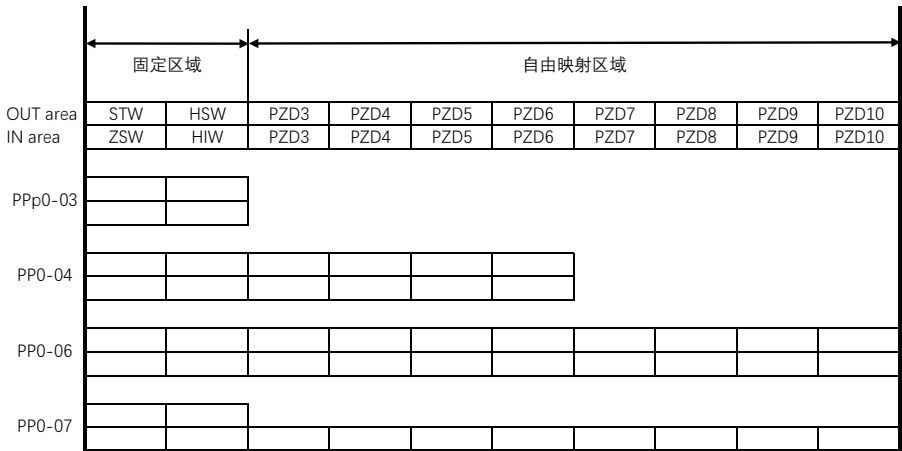 固定区域 自由映射区域
OUT area STW HSW PZD3 PZD4 PZD5 PZD6 PZD7 PZD8 PZD9 PZD10
IN area ZSW HIW PZD3 PZD4 PZD5 PZD6 PZD7 PZD8 PZD9 PZD10
PPp0-03
PP0-04
PP0-06
PP0-07